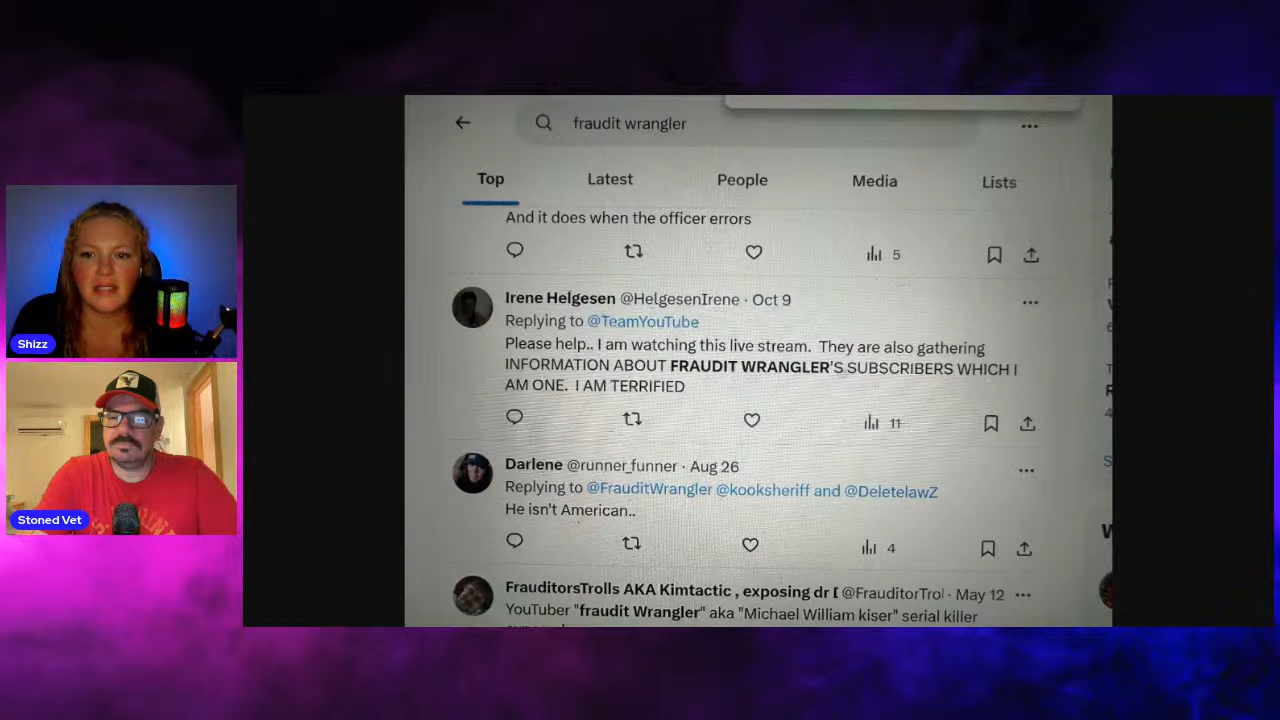 fraudit wrangler
Top Latest People Media Lists
And it does when the officer errors
5
Irene Helgesen @HelgesenIrene · Oct 9
Replying to @TeamYouTube
Please help.. I am watching this live stream. They are also gathering
INFORMATION ABOUT FRAUDIT WRANGLER'S SUBSCRIBERS WHICH I
AM ONE. I AM TERRIFIED
11
Darlene @runner_funner · Aug 26
Replying to @FrauditWrangler @kooksheriff and @DeletelawZ
He isn't American..
4
FrauditorsTrolls AKA Kimtactic , exposing dr [ @FrauditorTrol · May 12
YouTuber "fraudit Wrangler" aka "Michael William kiser" serial killer
Shizz
Stoned Vet